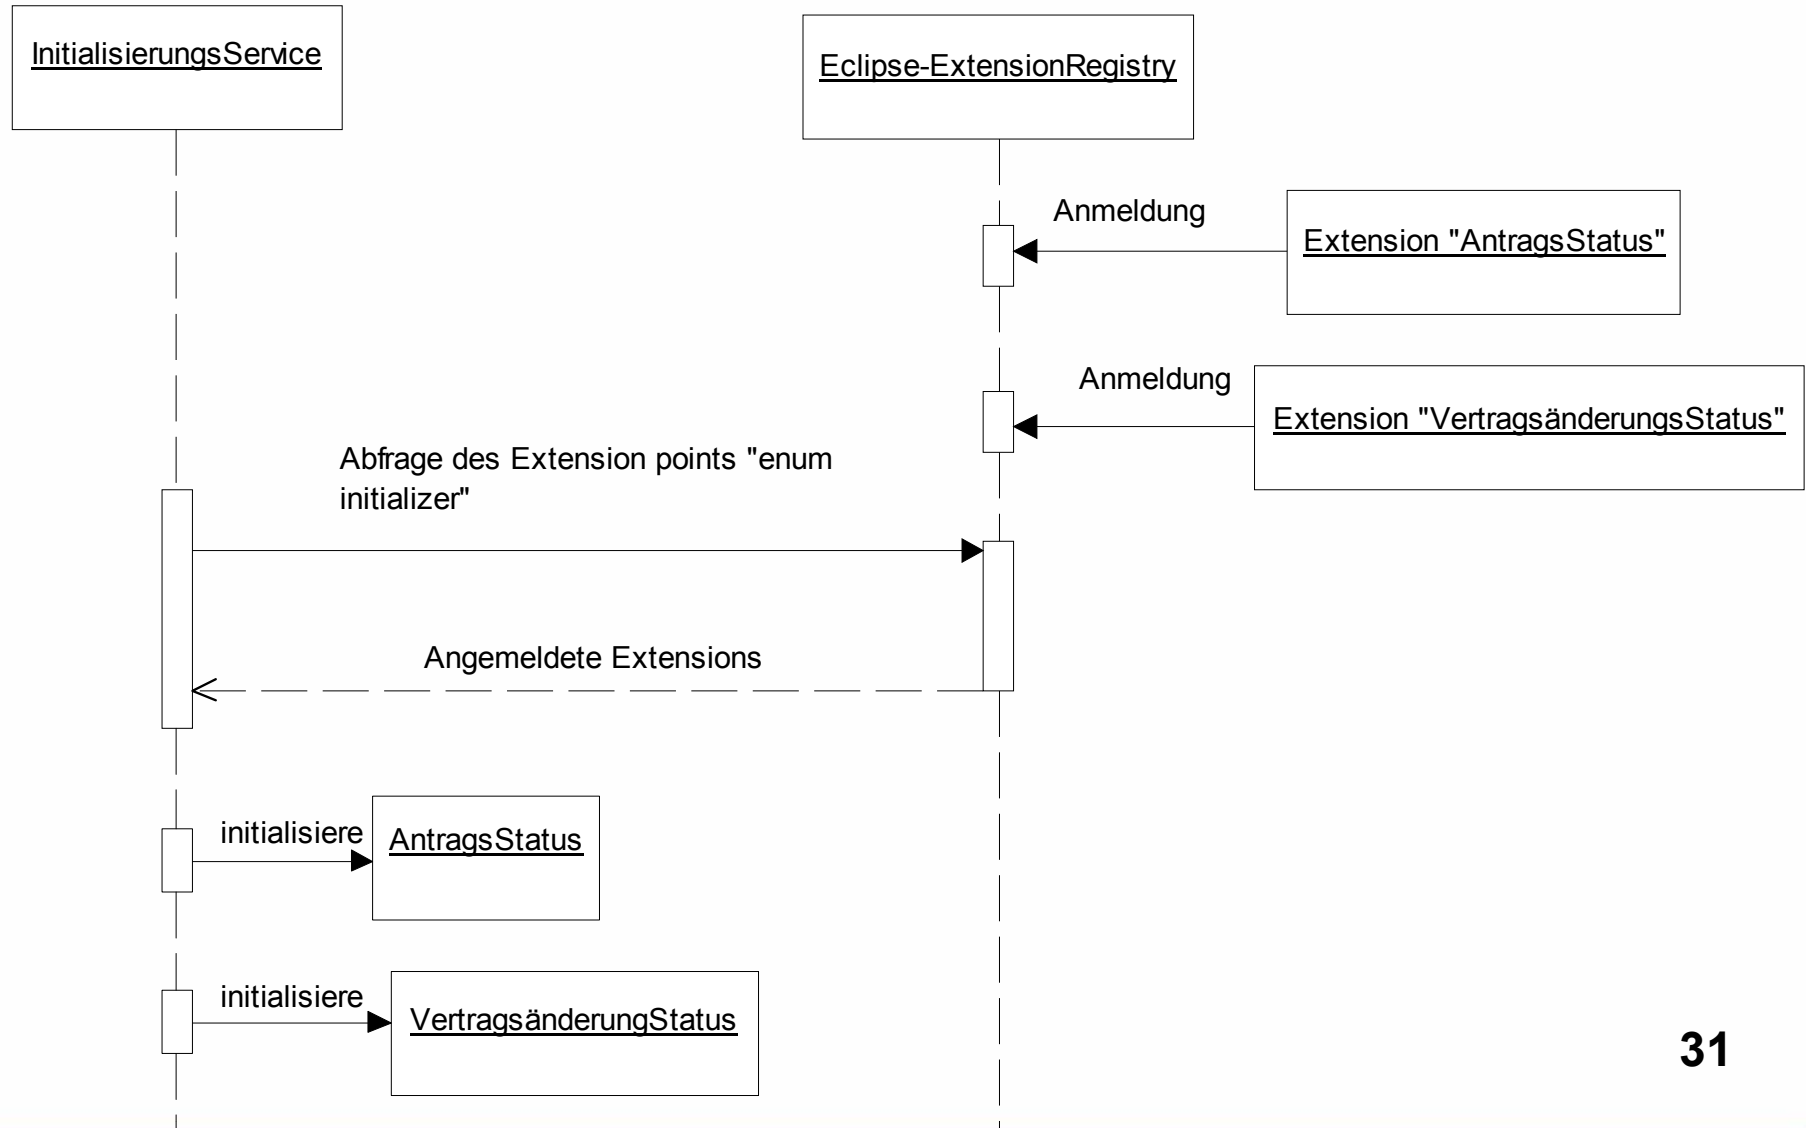 InitialisierungsService
Eclipse-ExtensionRegistry
Anmeldung
Extension "AntragsStatus"
Anmeldung
Extension "VertragsänderungsStatus"
Abfrage des Extension points "enum
initializer"
Angemeldete Extensions
initialisiere
AntragsStatus
initialisiere
VertragsänderungStatus
31